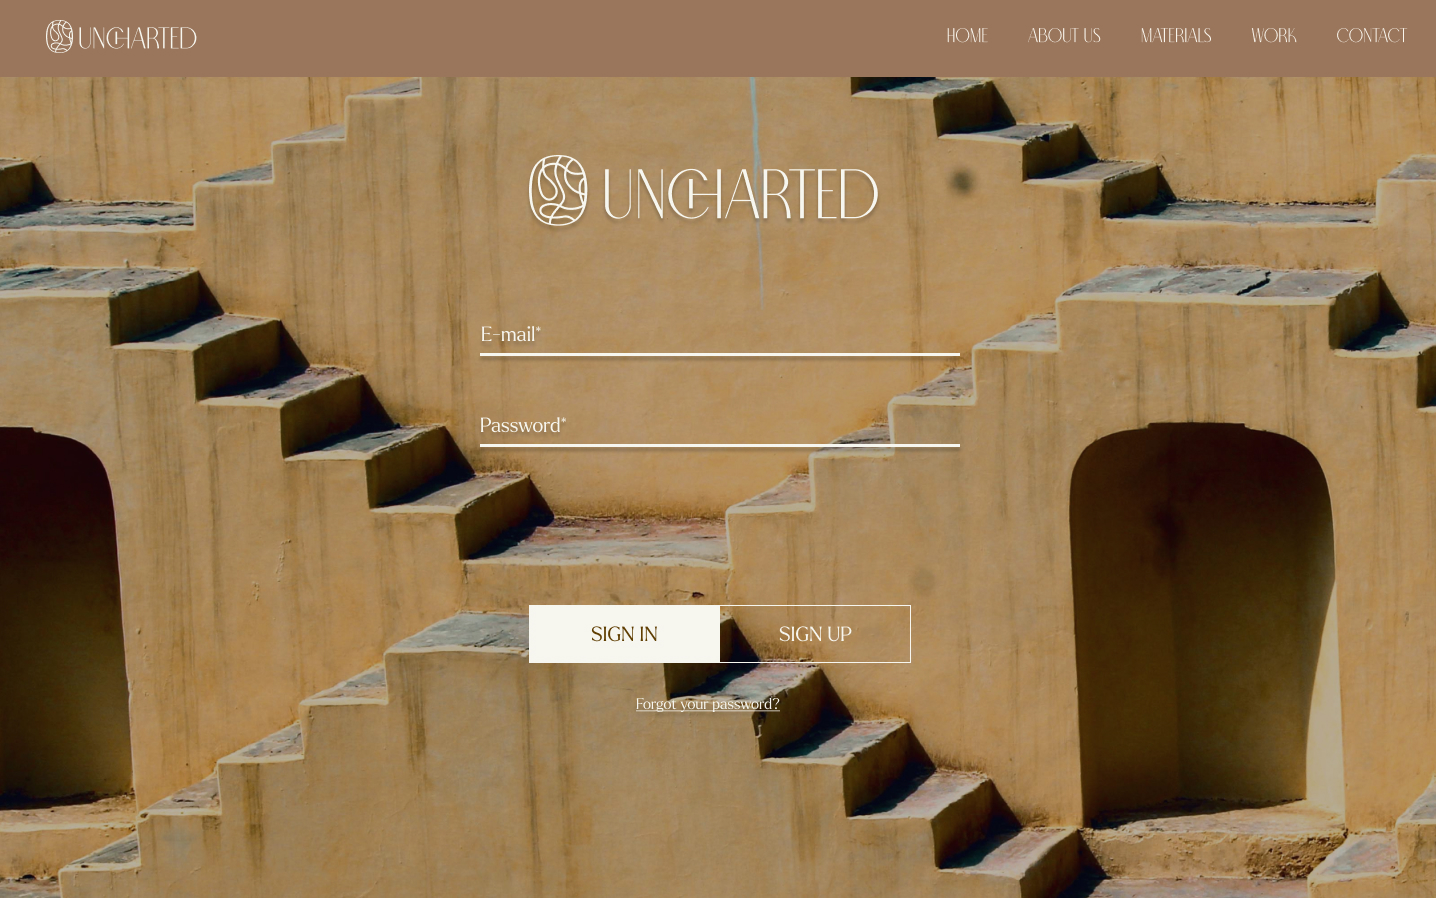 UNCHARTED
HOME ABOUT US MATERIALS WORK CONTACT
UNCHARTED
E-mail*
Password*
SIGN IN SIGN UP
Forgot your password?